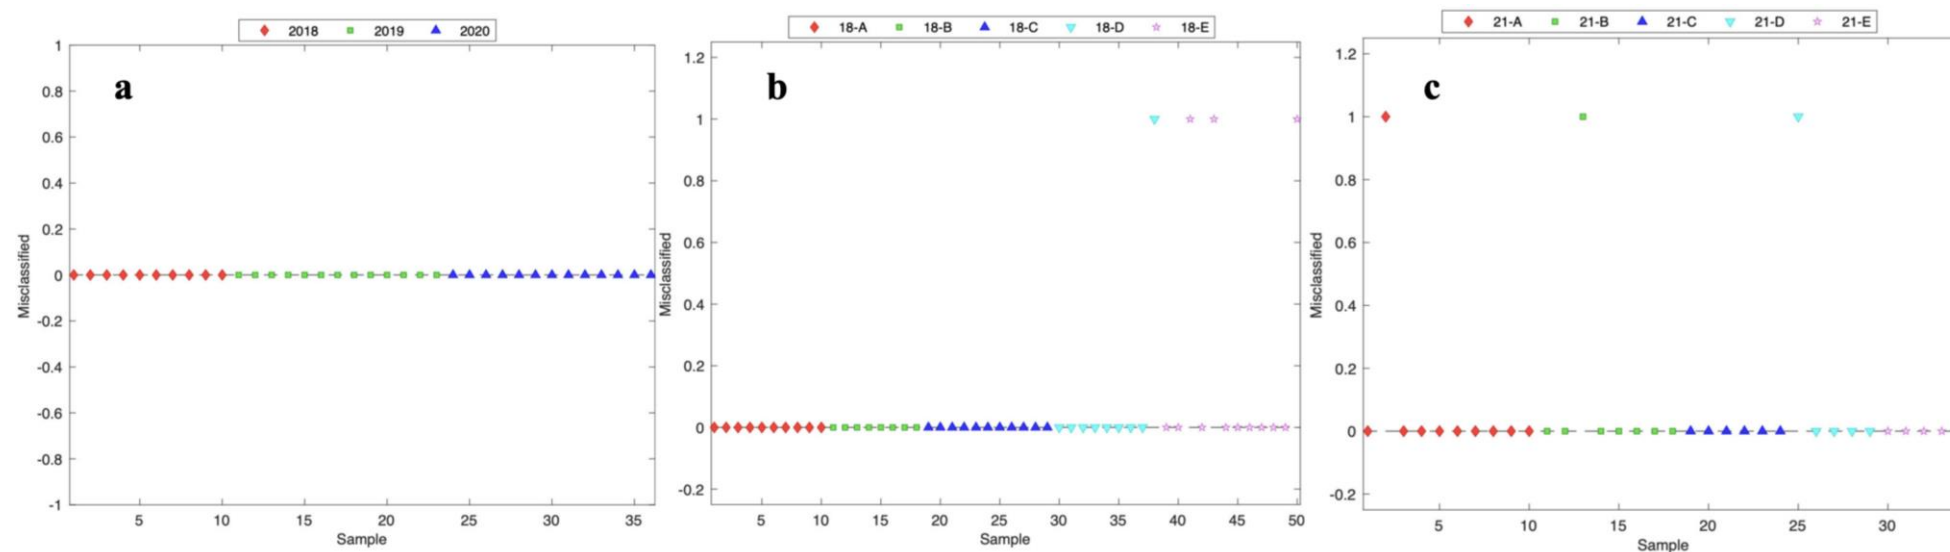 2018 2019 2020
a
1
0.8
0.6
0.4
0.2
0
-0.2
-0.4
-0.6
-0.8
-1
Misclassified
5 10 15 20 25 30 35
Sample
18-A 18-B 18-C 18-D 18-E
b
1.2
1
0.8
0.6
0.4
0.2
0
-0.2
Misclassified
5 10 15 20 25 30 35 40 45 50
Sample
21-A 21-B 21-C 21-D 21-E
c
1.2
1
0.8
0.6
0.4
0.2
0
-0.2
Misclassified
5 10 15 20 25 30
Sample